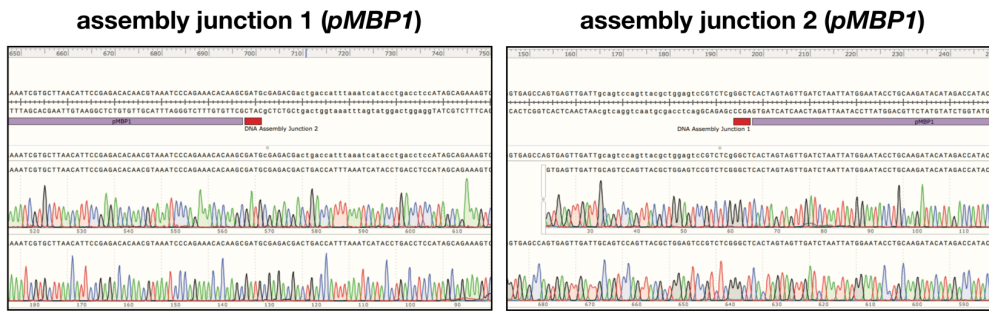 assembly junction 1 (pMBP1)
assembly junction 2 (pMBP1)
650 660 670 680 690 700 710 720 730 740 750
AAATCGTGCTTAACATTCCGAGACACAACGTAAATCCCAGAAACACAAGCGATGCGAGACGactgaccatttaaatcatacctgacctccATAGCAGAAAGTC
pMBP1
DNA Assembly Junction 2
AAATCGTGCTTAACATTCCGAGACACAACGTAAATCCCAGAAACACAAGCGATGCGAGACGactgaccatttaaatcatacctgacctccATAGCAGAAAGTC
AAATCGTGCTTAACATTCCGAGACACAACGTAAATCCCAGAAACACAAGCGATGCGAGACGACTGACCATTTAAATCATACCTGACCTCCATAGCAGAAAGTC
520 530 540 550 560 570 580 590 600 610
AAATCGTGCTTAACATTCCGAGACACAACGTAAATCCCAGAAACACAAGCGATGCGAGACGACTGACCATTTAAATCATACCTGACCTCCATAGCAGAAAGTC
180 170 160 150 140 130 120 110 100 90
150 160 170 180 190 200 210 220 230 240
GTGAGCCAGTGAGTTGATTgcagtccagttacgctggagtcCGTCTCgGGCTCACTAGTAGTTGATCTAATTATGGAATACCTGCAAGATACATAGACCATAC
DNA Assembly Junction 1
pMBP1
GTGAGCCAGTGAGTTGATTgcagtccagttacgctggagtcCGTCTCgGGCTCACTAGTAGTTGATCTAATTATGGAATACCTGCAAGATACATAGACCATAC
30 40 50 60 70 80 90 100 110
GTGAGCCAGTGAGTTGATTGCAGTCCAGTTACGCTGGAGTCCGTCTCGGGCTCACTAGTAGTTGATCTAATTATGGAATACCTGCAAGATACATAGACCATAC
680 670 660 650 640 630 620 610 600 590